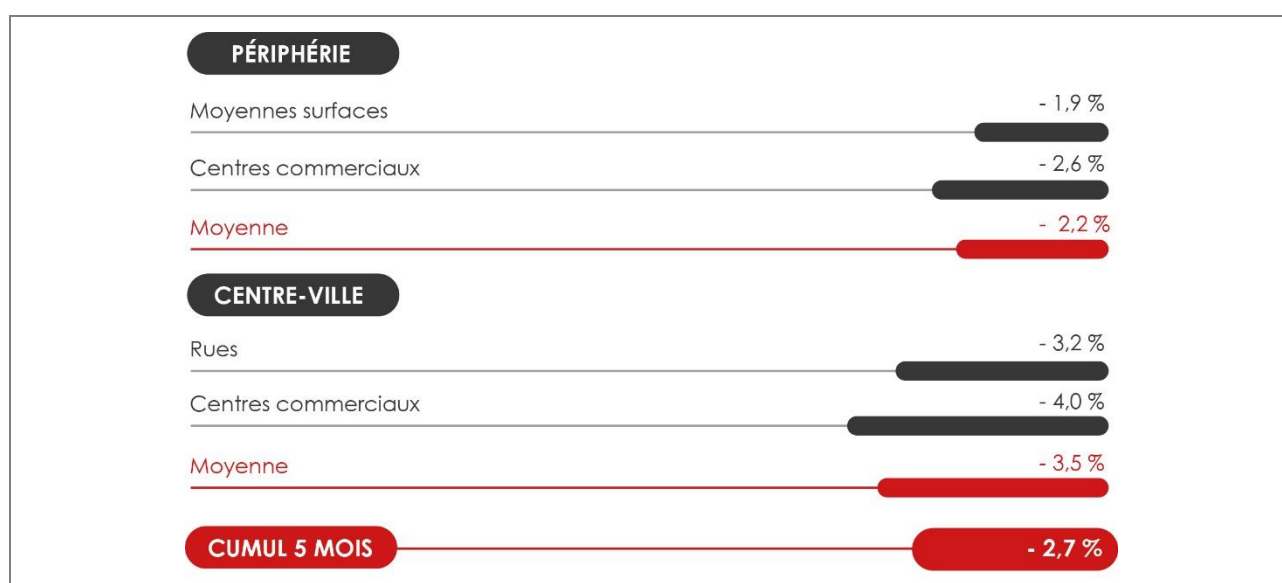 PÉRIPHÉRIE
Moyennes surfaces - 1,9 %
Centres commerciaux - 2,6 %
Moyenne - 2,2 %
CENTRE-VILLE
Rues - 3,2 %
Centres commerciaux - 4,0 %
Moyenne - 3,5 %
CUMUL 5 MOIS - 2,7 %